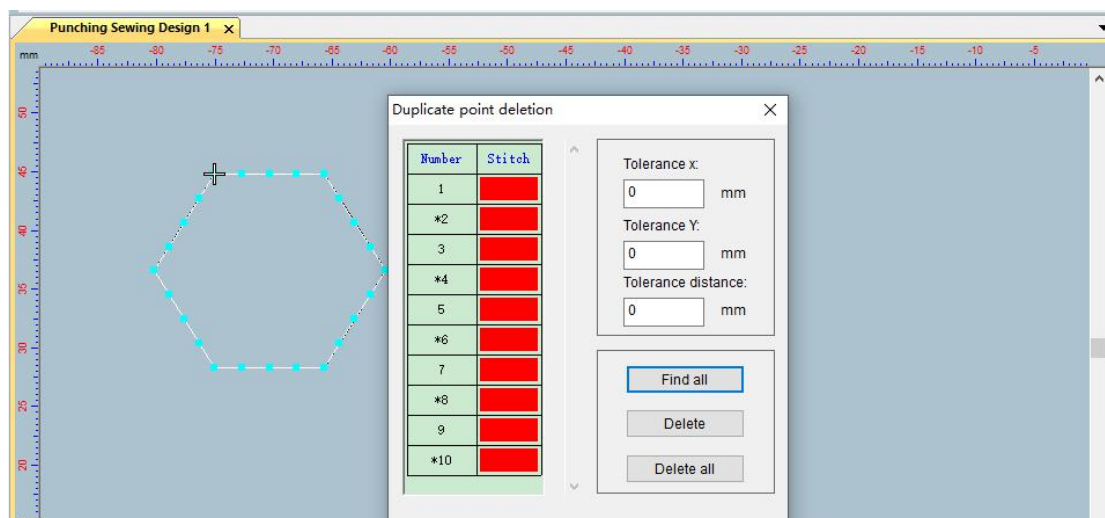 Punching Sewing Design 1 X
mm -85 -80 -75 -70 -65 -60 -55 -50 -45 -40 -35 -30 -25 -20 -15 -10 -5
50
45
40
35
30
25
20
Duplicate point deletion
Number Stitch
1
*2
3
*4
5
*6
7
*8
9
*10
Tolerance x:
0 mm
Tolerance Y:
0 mm
Tolerance distance:
0 mm
Find all
Delete
Delete all